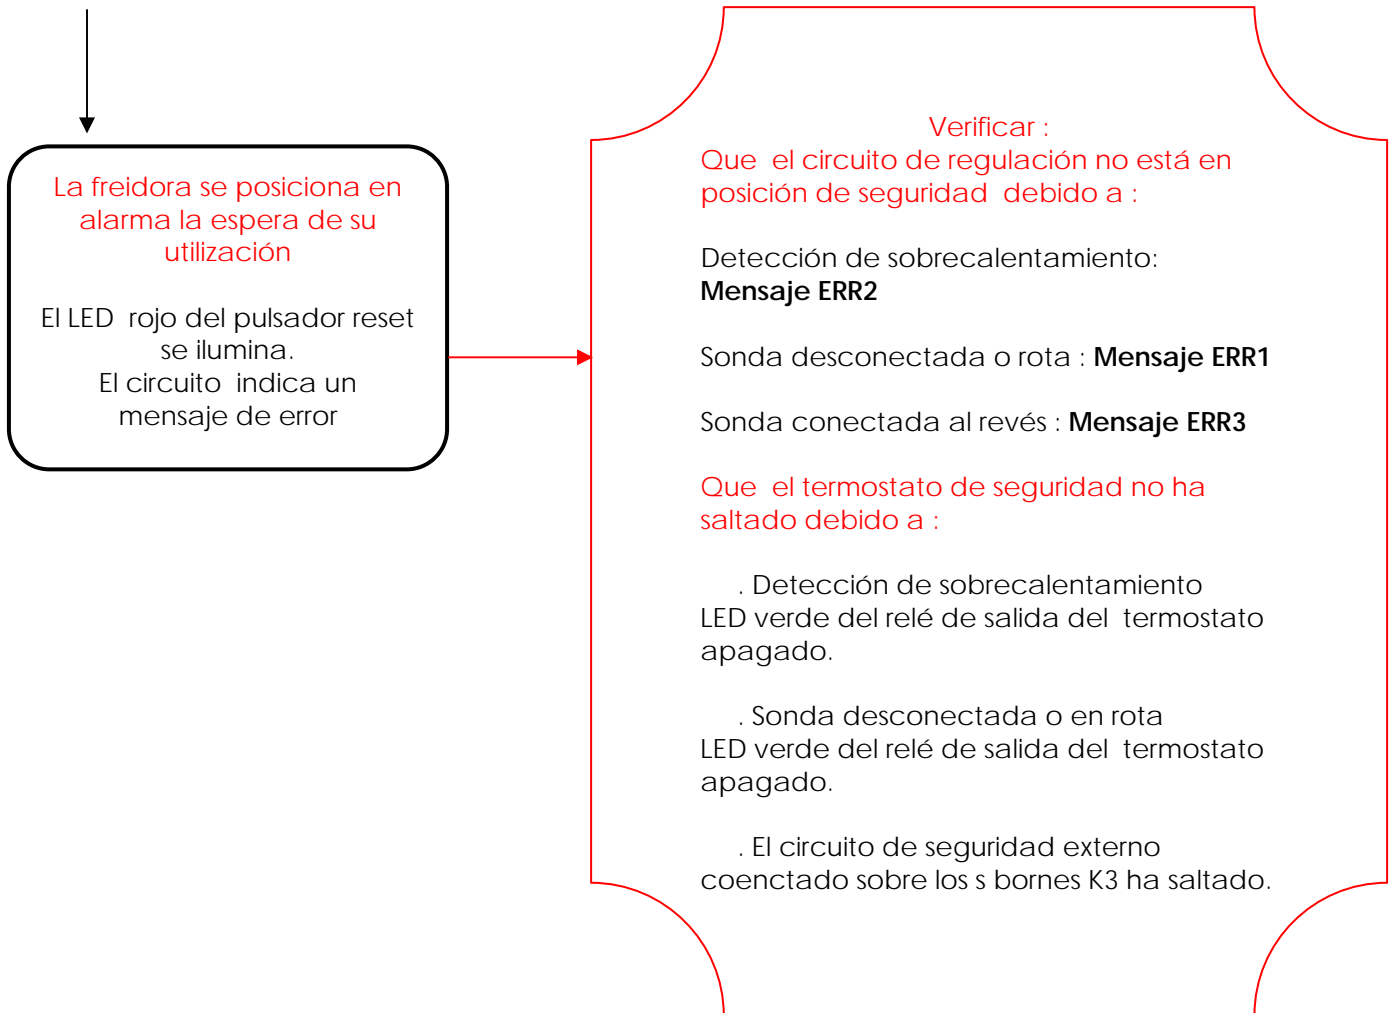 La freidora se posiciona en
alarma la espera de su
utilización
El LED rojo del pulsador reset
se ilumina.
El circuito indica un
mensaje de error
Verificar :
Que el circuito de regulación no está en
posición de seguridad debido a :
Detección de sobrecalentamiento:
Mensaje ERR2
Sonda desconectada o rota : Mensaje ERR1
Sonda conectada al revés : Mensaje ERR3
Que el termostato de seguridad no ha
saltado debido a :
. Detección de sobrecalentamiento
LED verde del relé de salida del termostato
apagado.
. Sonda desconectada o en rota
LED verde del relé de salida del termostato
apagado.
. El circuito de seguridad externo
coenctado sobre los s bornes K3 ha saltado.